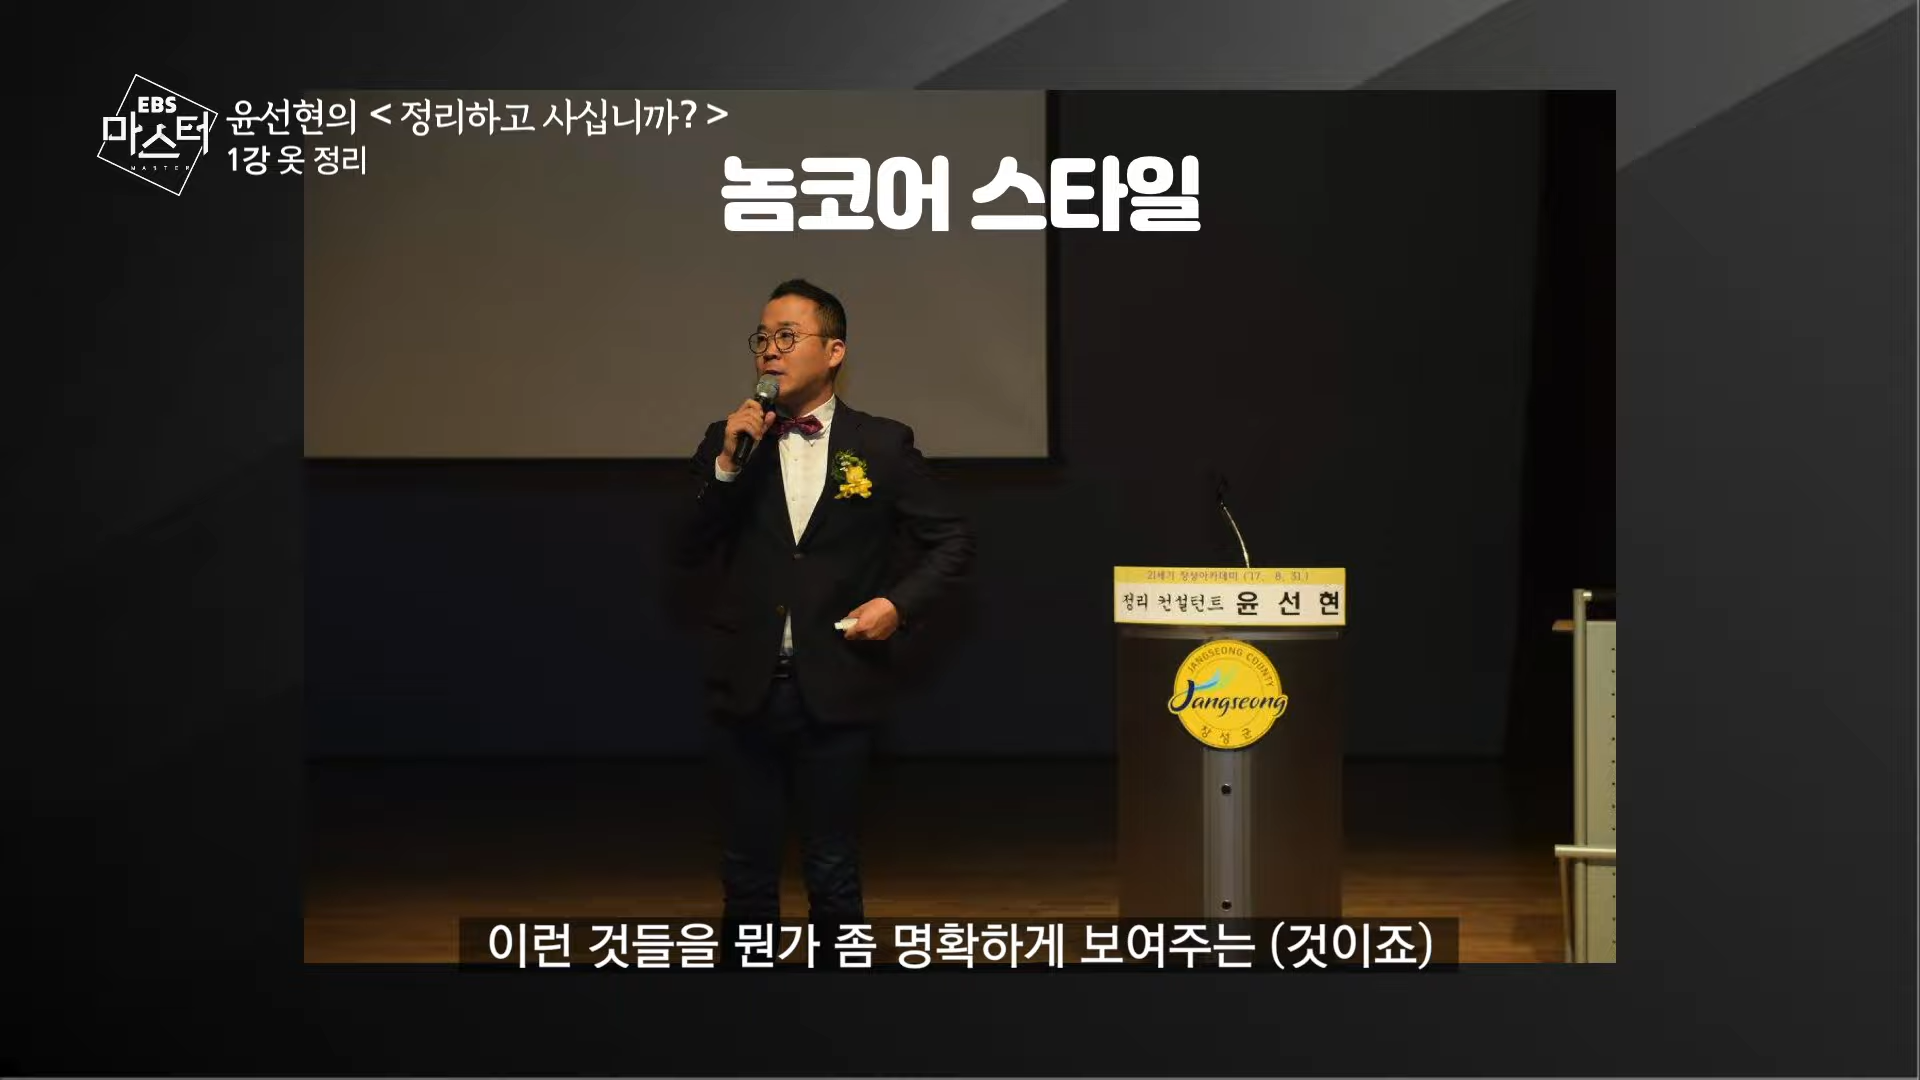 EBS
마스터
MASTER
윤선현의 < 정리하고 사십니까? >
1강 옷 정리
놈코어 스타일
21세기 장성아카데미 (17. 8. 31.)
정리 컨설턴트 윤 선 현
JANGSEONG COUNTY
Jangseong
장 성 군
이런 것들을 뭔가 좀 명확하게 보여주는 (것이죠)